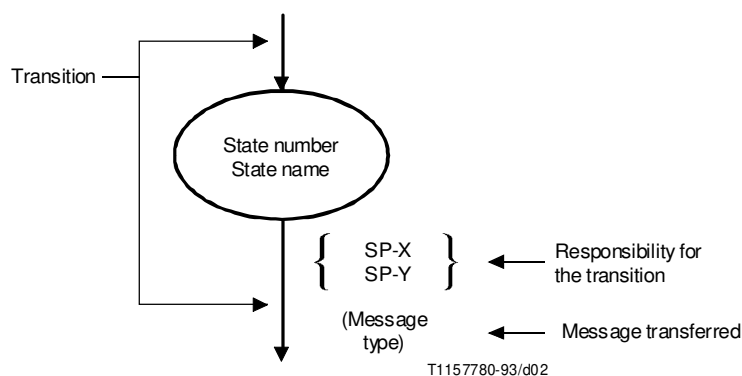 Transition
State number
State name
{ SP-X }
{ SP-Y }
Responsibility for
the transition
(Message
type)
Message transferred
T1157780-93/d02